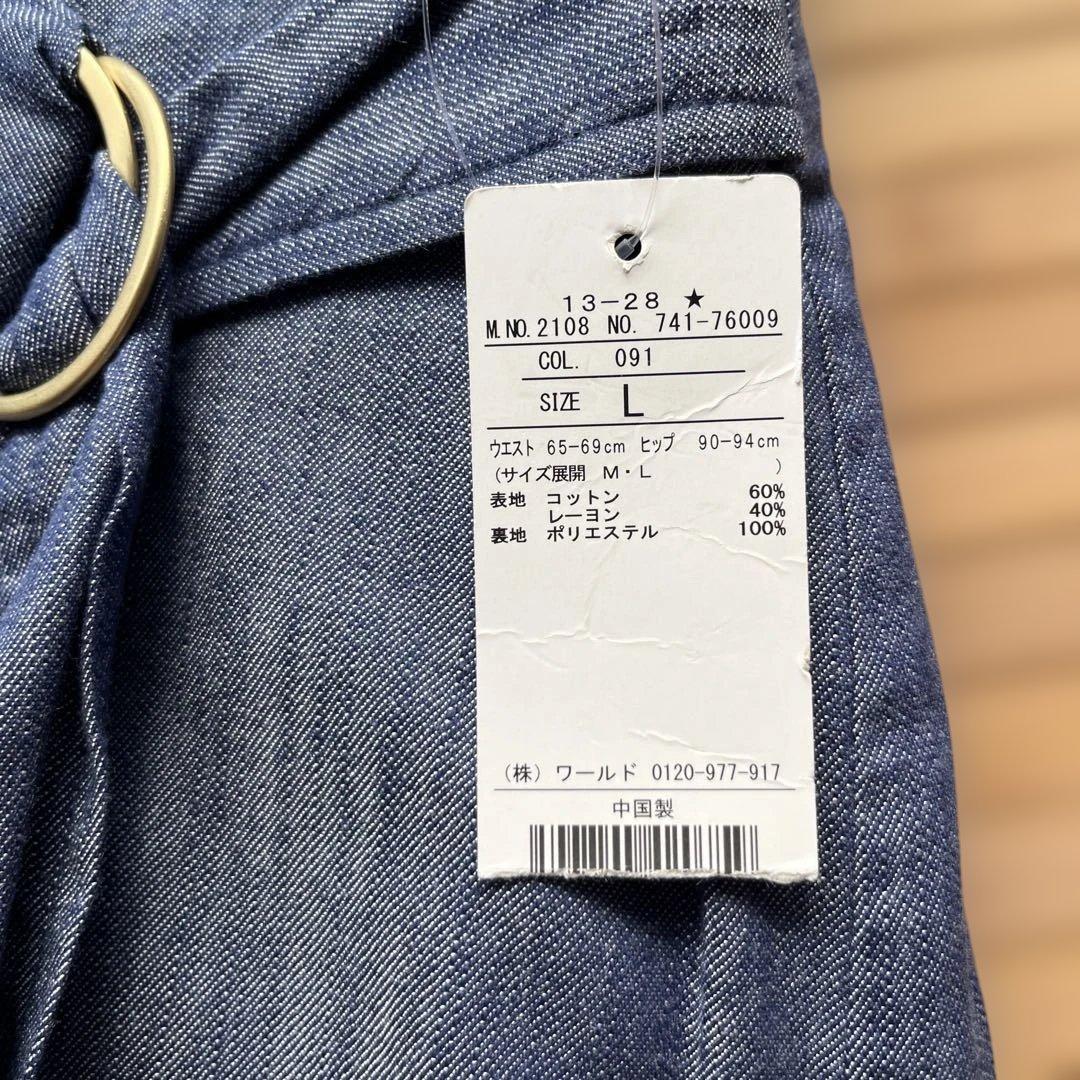 13-28 ★
M.NO.2108 NO. 741-76009
COL. 091
SIZE L
ウエスト 65-69cm ヒップ 90-94cm
(サイズ展開 M・L )
表地 コットン 60%
レーヨン 40%
裏地 ポリエステル 100%
(株)ワールド 0120-977-917
中国製